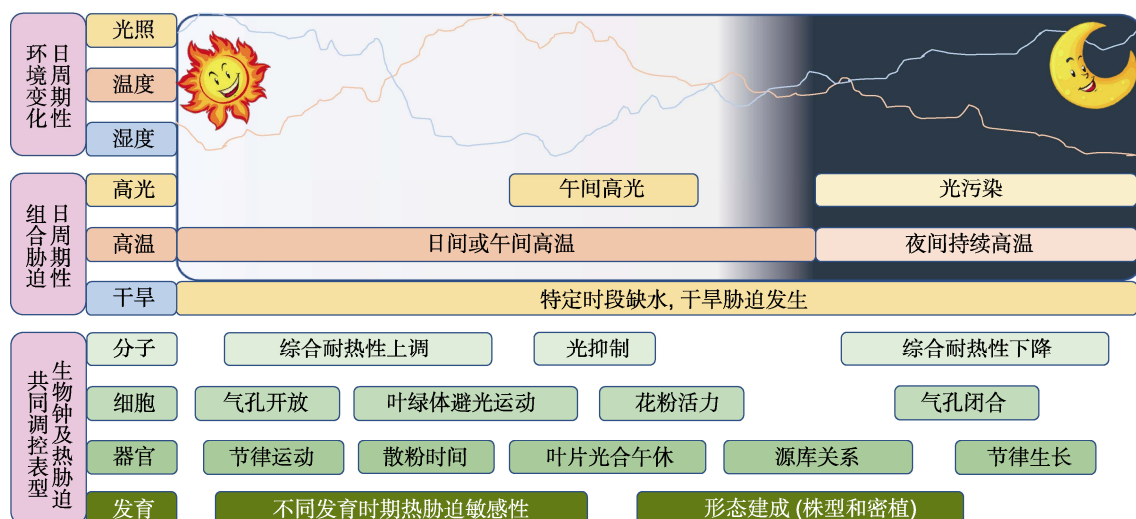 日周期性
环境变化
光照
温度
湿度
日周期性
组合胁迫
高光
午间高光
光污染
高温
日间或午间高温
夜间持续高温
干旱
特定时段缺水, 干旱胁迫发生
生物钟及热胁迫
共同调控表型
分子
综合耐热性上调
光抑制
综合耐热性下降
细胞
气孔开放
叶绿体避光运动
花粉活力
气孔闭合
器官
节律运动
散粉时间
叶片光合午休
源库关系
节律生长
发育
不同发育时期热胁迫敏感性
形态建成 (株型和密植)